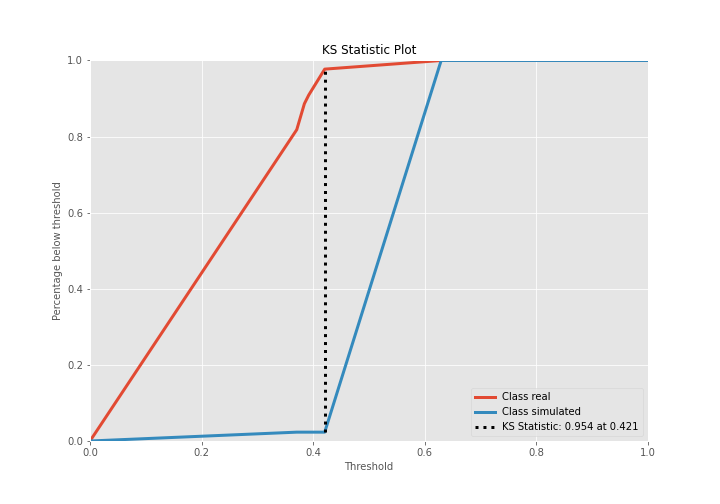 KS Statistic Plot
1.0
0.8
0.6
0.4
0.2
0.0
Percentage below threshold
0.0 0.2 0.4 0.6 0.8 1.0
Threshold
Class real
Class simulated
KS Statistic: 0.954 at 0.421